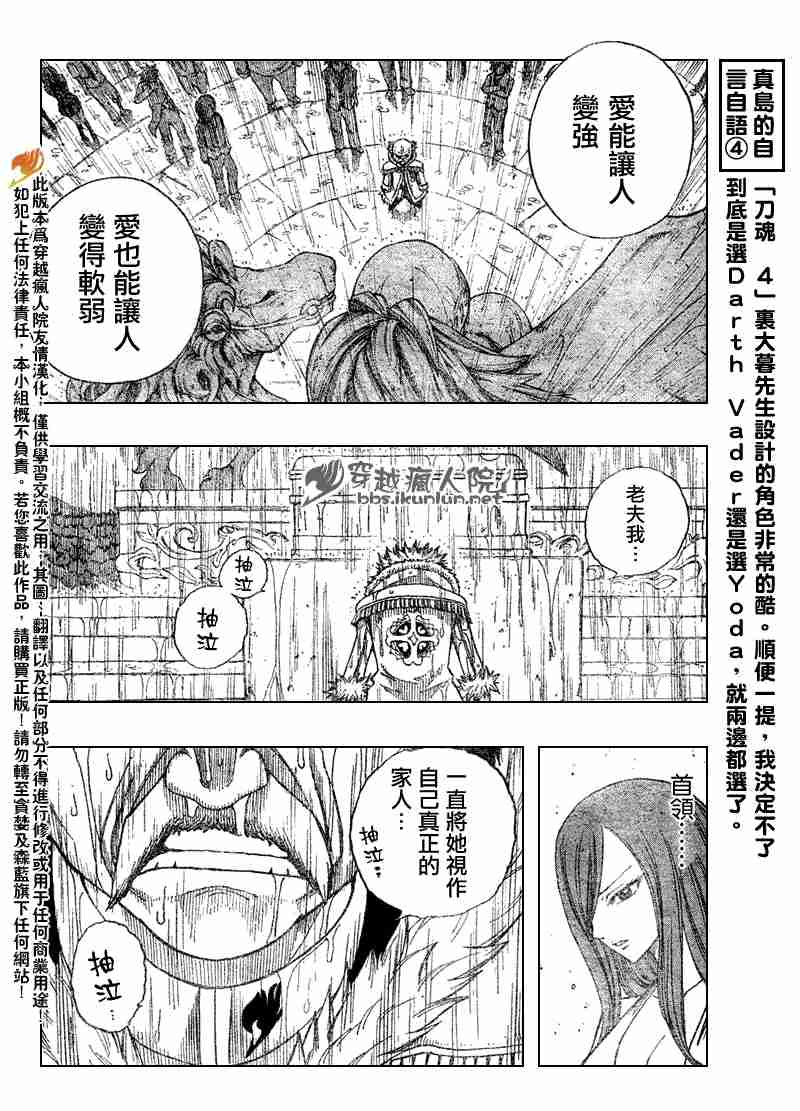 真島的自
言自語④
「刀魂 4」裏大暮先生設計的角色非常的酷。順便一提，我決定不了
到底是選Darth Vader還是選Yoda，就兩邊都選了。
愛能讓人
變強
愛也能讓人
變得軟弱
穿越瘋人院
bbs.ikunlun.net
老夫我…
抽泣
抽泣
首領……
一直將她視作
自己真正的
家人…
抽泣
抽泣
此版本爲穿越瘋人院友情漢化，僅供學習交流之用，其圖、翻譯以及任何部分不得進行修改或用于任何商業用途！
如犯上任何法律責任，本小組概不負責。若您喜歡此作品，請購買正版！請勿轉至貪婪及森藍旗下任何網站！